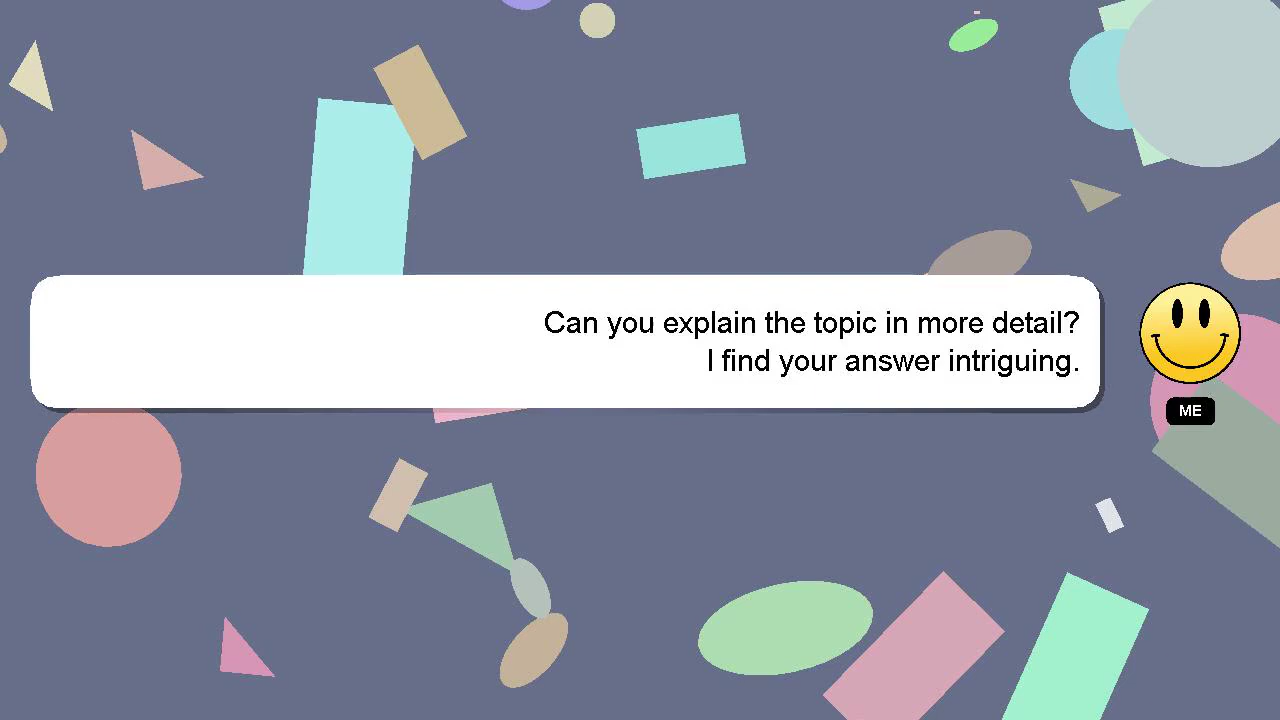 Can you explain the topic in more detail?
I find your answer intriguing.
ME